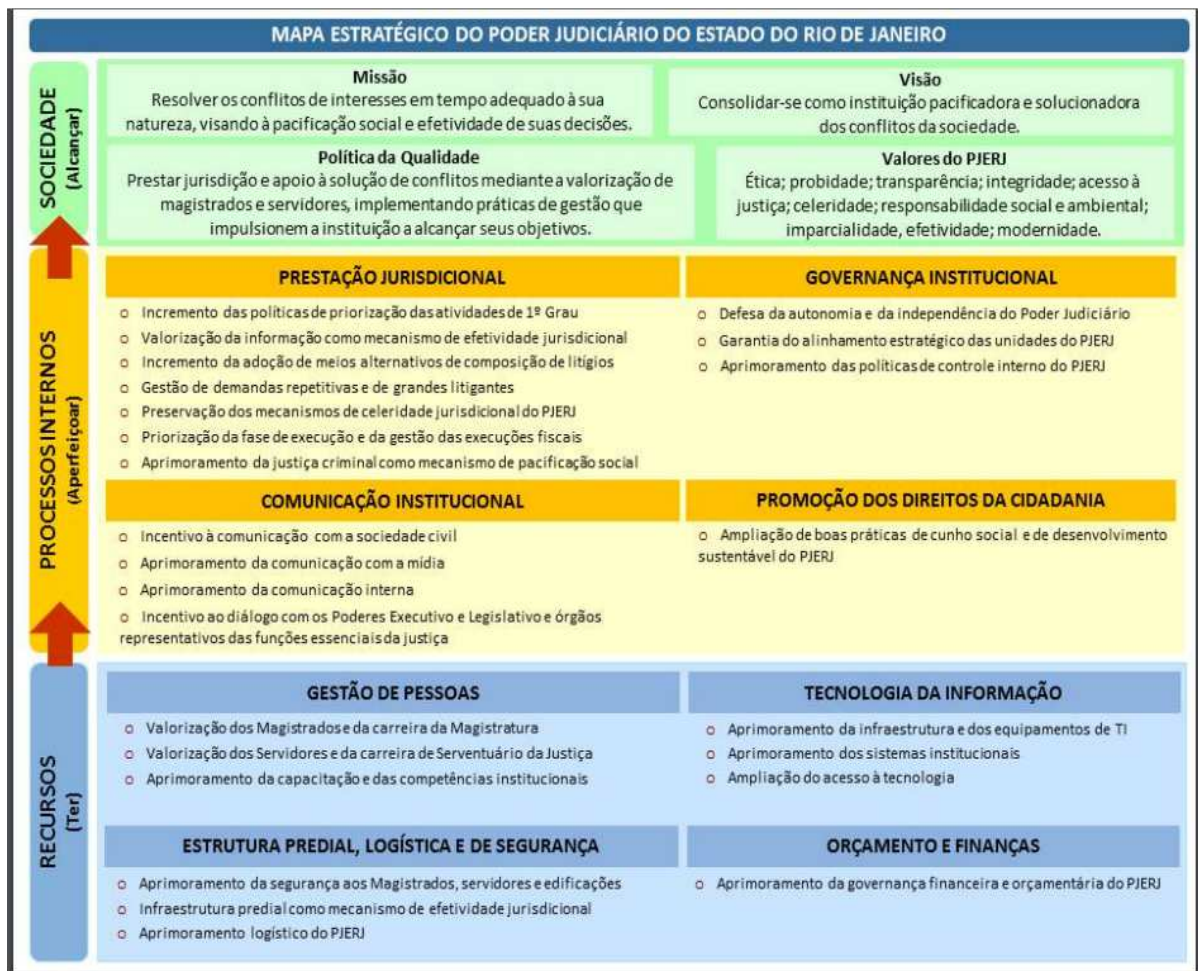 MAPA ESTRATÉGICO DO PODER JUDICIÁRIO DO ESTADO DO RIO DE JANEIRO
SOCIEDADE
(Alcançar)
Missão
Resolver os conflitos de interesses em tempo adequado à sua
natureza, visando à pacificação social e efetividade de suas decisões.
Visão
Consolidar-se como instituição pacificadora e solucionadora
dos conflitos da sociedade.
Política da Qualidade
Prestar jurisdição e apoio à solução de conflitos mediante a valorização de
magistrados e servidores, implementando práticas de gestão que
impulsionem a instituição a alcançar seus objetivos.
Valores do PJERJ
Ética; probidade; transparência; integridade; acesso à
justiça; celeridade; responsabilidade social e ambiental;
imparcialidade, efetividade; modernidade.
PROCESSOS INTERNOS
(Aperfeiçoar)
PRESTAÇÃO JURISDICIONAL
o Incremento das políticas de priorização das atividades de 1º Grau
o Valorização da informação como mecanismo de efetividade jurisdicional
o Incremento da adoção de meios alternativos de composição de litígios
o Gestão de demandas repetitivas e de grandes litigantes
o Preservação dos mecanismos de celeridade jurisdicional do PJERJ
o Priorização da fase de execução e da gestão das execuções fiscais
o Aprimoramento da justiça criminal como mecanismo de pacificação social
GOVERNANÇA INSTITUCIONAL
o Defesa da autonomia e da independência do Poder Judiciário
o Garantia do alinhamento estratégico das unidades do PJERJ
o Aprimoramento das políticas de controle interno do PJERJ
COMUNICAÇÃO INSTITUCIONAL
o Incentivo à comunicação com a sociedade civil
o Aprimoramento da comunicação com a mídia
o Aprimoramento da comunicação interna
o Incentivo ao diálogo com os Poderes Executivo e Legislativo e órgãos
representativos das funções essenciais da justiça
PROMOÇÃO DOS DIREITOS DA CIDADANIA
o Ampliação de boas práticas de cunho social e de desenvolvimento
sustentável do PJERJ
RECURSOS
(Ter)
GESTÃO DE PESSOAS
o Valorização dos Magistrados e da carreira da Magistratura
o Valorização dos Servidores e da carreira de Serventuário da Justiça
o Aprimoramento da capacitação e das competências institucionais
TECNOLOGIA DA INFORMAÇÃO
o Aprimoramento da infraestrutura e dos equipamentos de TI
o Aprimoramento dos sistemas institucionais
o Ampliação do acesso à tecnologia
ESTRUTURA PREDIAL, LOGÍSTICA E DE SEGURANÇA
o Aprimoramento da segurança aos Magistrados, servidores e edificações
o Infraestrutura predial como mecanismo de efetividade jurisdicional
o Aprimoramento logístico do PJERJ
ORÇAMENTO E FINANÇAS
o Aprimoramento da governança financeira e orçamentária do PJERJ